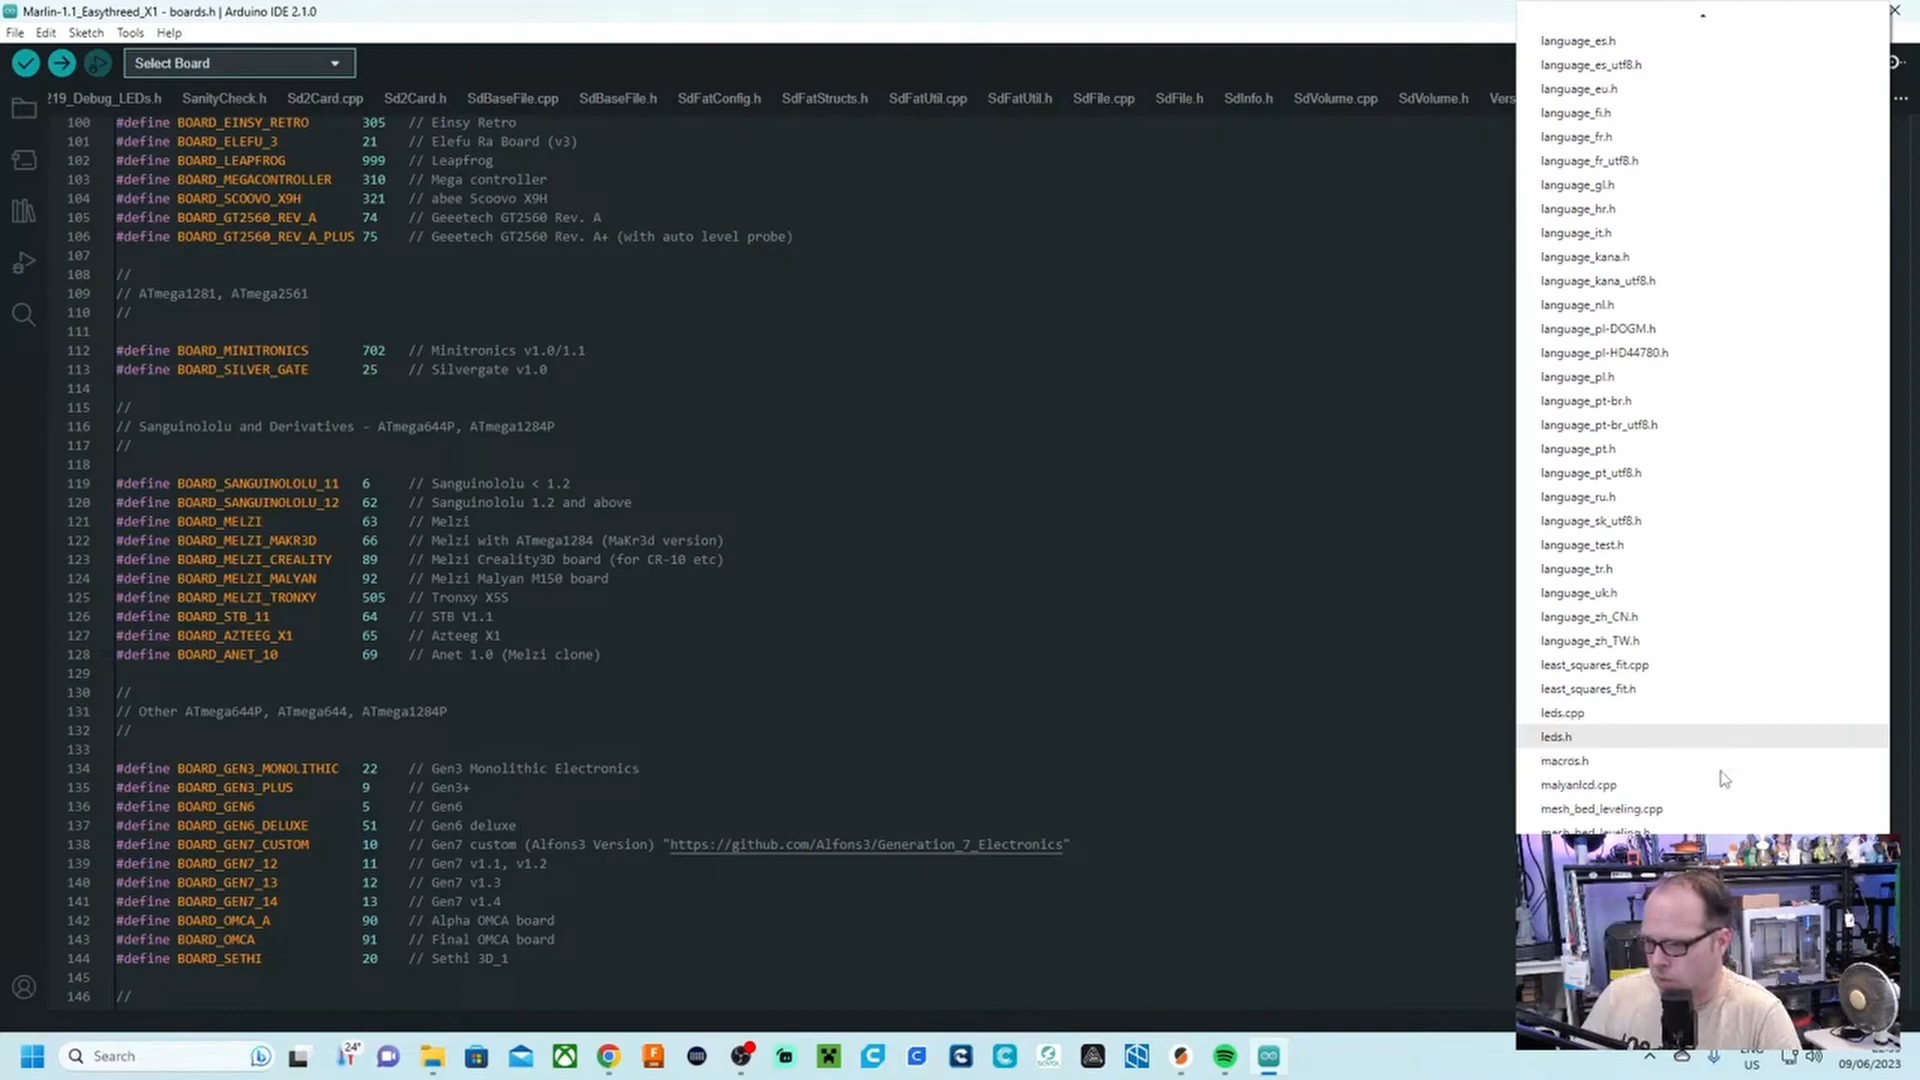 Marlin-1.1_Easythreed_X1 - boards.h | Arduino IDE 2.1.0
File Edit Sketch Tools Help
Select Board
219_Debug_LEDs.h SanityCheck.h Sd2Card.cpp Sd2Card.h SdBaseFile.cpp SdBaseFile.h SdFatConfig.h SdFatStructs.h SdFatUtil.cpp SdFatUtil.h SdFile.cpp SdFile.h SdInfo.h SdVolume.cpp SdVolume.h Vers
100 #define BOARD_EINSY_RETRO 305 // Einsy Retro
101 #define BOARD_ELEFU_3 21 // Elefu Ra Board (v3)
102 #define BOARD_LEAPFROG 999 // Leapfrog
103 #define BOARD_MEGACONTROLLER 310 // Mega controller
104 #define BOARD_SCOOVO_X9H 321 // abee Scoovo X9H
105 #define BOARD_GT2560_REV_A 74 // Geeetech GT2560 Rev. A
106 #define BOARD_GT2560_REV_A_PLUS 75 // Geeetech GT2560 Rev. A+ (with auto level probe)
107
108 //
109 // ATmega1281, ATmega2561
110 //
111
112 #define BOARD_MINITRONICS 702 // Minitronics v1.0/1.1
113 #define BOARD_SILVER_GATE 25 // Silvergate v1.0
114
115 //
116 // Sanguinololu and Derivatives - ATmega644P, ATmega1284P
117 //
118
119 #define BOARD_SANGUINOLOLU_11 6 // Sanguinololu < 1.2
120 #define BOARD_SANGUINOLOLU_12 62 // Sanguinololu 1.2 and above
121 #define BOARD_MELZI 63 // Melzi
122 #define BOARD_MELZI_MAKR3D 66 // Melzi with ATmega1284 (MaKr3d version)
123 #define BOARD_MELZI_CREALITY 89 // Melzi Creality3D board (for CR-10 etc)
124 #define BOARD_MELZI_MALYAN 92 // Melzi Malyan M150 board
125 #define BOARD_MELZI_TRONXY 505 // Tronxy X5S
126 #define BOARD_STB_11 64 // STB V1.1
127 #define BOARD_AZTEEG_X1 65 // Azteeg X1
128 #define BOARD_ANET_10 69 // Anet 1.0 (Melzi clone)
129
130 //
131 // Other ATmega644P, ATmega644, ATmega1284P
132 //
133
134 #define BOARD_GEN3_MONOLITHIC 22 // Gen3 Monolithic Electronics
135 #define BOARD_GEN3_PLUS 9 // Gen3+
136 #define BOARD_GEN6 5 // Gen6
137 #define BOARD_GEN6_DELUXE 51 // Gen6 deluxe
138 #define BOARD_GEN7_CUSTOM 10 // Gen7 custom (Alfons3 Version) "https://github.com/Alfons3/Generation_7_Electronics"
139 #define BOARD_GEN7_12 11 // Gen7 v1.1, v1.2
140 #define BOARD_GEN7_13 12 // Gen7 v1.3
141 #define BOARD_GEN7_14 13 // Gen7 v1.4
142 #define BOARD_OMCA_A 90 // Alpha OMCA board
143 #define BOARD_OMCA 91 // Final OMCA board
144 #define BOARD_SETHI 20 // Sethi 3D_1
145
146 //
language_es.h
language_es_utf8.h
language_eu.h
language_fi.h
language_fr.h
language_fr_utf8.h
language_gl.h
language_hr.h
language_it.h
language_kana.h
language_kana_utf8.h
language_nl.h
language_pl-DOGM.h
language_pl-HD44780.h
language_pl.h
language_pt-br.h
language_pt-br_utf8.h
language_pt.h
language_pt_utf8.h
language_ru.h
language_sk_utf8.h
language_test.h
language_tr.h
language_uk.h
language_zh_CN.h
language_zh_TW.h
least_squares_fit.cpp
least_squares_fit.h
leds.cpp
leds.h
macros.h
malyanlcd.cpp
mesh_bed_leveling.cpp
mesh_bed_leveling.h
Search
24°
ENG
US
09/06/2023